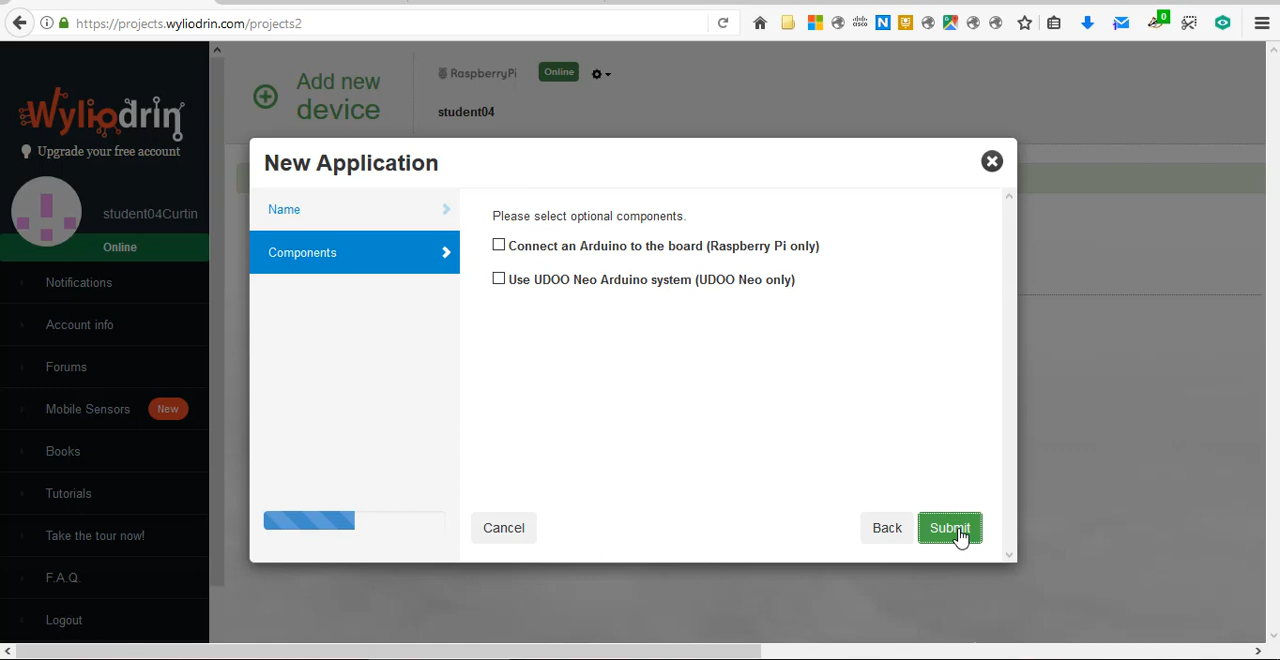 https://projects.wyliodrin.com/projects2
0
Wyliodrin
Upgrade your free account
student04Curtin
Online
Notifications
Account info
Forums
Mobile Sensors New
Books
Tutorials
Take the tour now!
F.A.Q.
Logout
Add new
device
RaspberryPi Online
student04
New Application
Name
Components
Please select optional components.
Connect an Arduino to the board (Raspberry Pi only)
Use UDOO Neo Arduino system (UDOO Neo only)
Cancel
Back
Submit